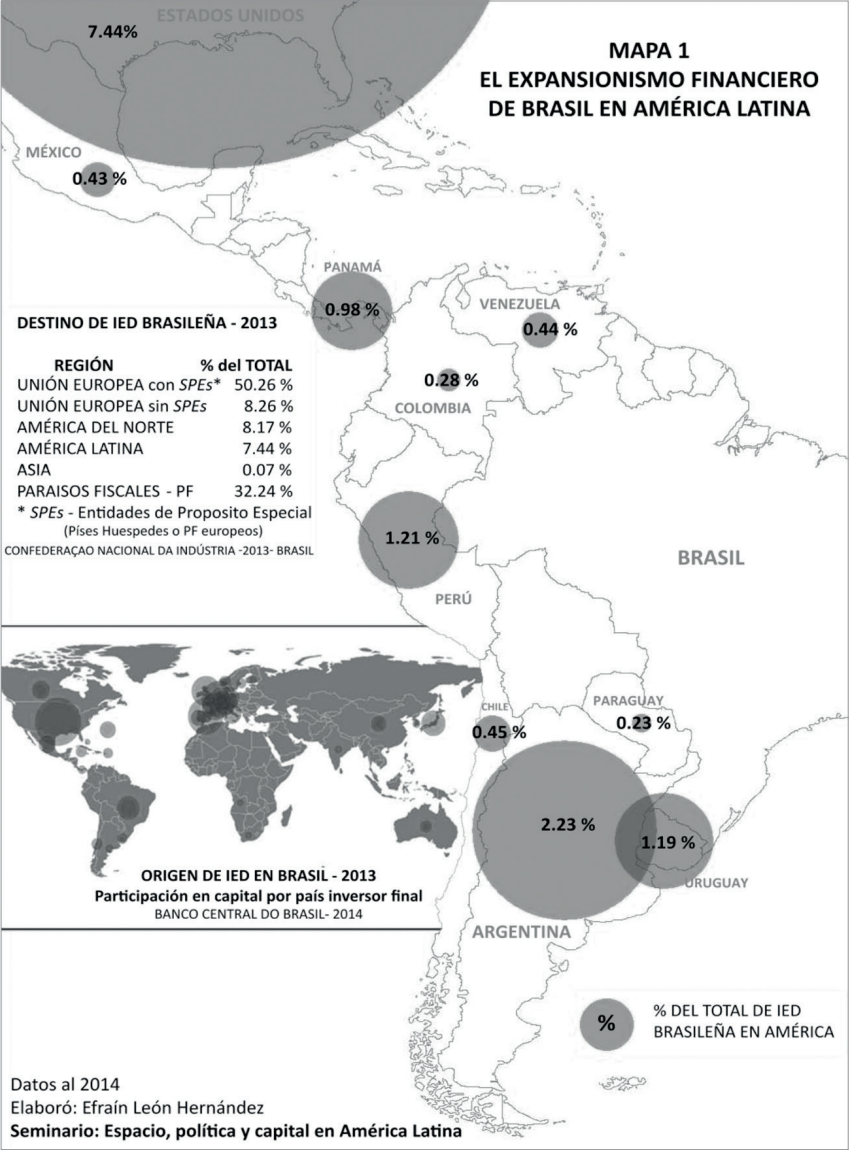 ESTADOS UNIDOS
7.44%
MAPA 1
EL EXPANSIONISMO FINANCIERO
DE BRASIL EN AMÉRICA LATINA
MÉXICO
0.43 %
PANAMÁ
0.98 %
VENEZUELA
0.44 %
0.28 %
COLOMBIA
DESTINO DE IED BRASILEÑA - 2013
REGIÓN % del TOTAL
UNIÓN EUROPEA con SPEs* 50.26 %
UNIÓN EUROPEA sin SPEs 8.26 %
AMÉRICA DEL NORTE 8.17 %
AMÉRICA LATINA 7.44 %
ASIA 0.07 %
PARAISOS FISCALES - PF 32.24 %
* SPEs - Entidades de Proposito Especial
(Píses Huespedes o PF europeos)
CONFEDERAÇAO NACIONAL DA INDÚSTRIA -2013- BRASIL
1.21 %
PERÚ
BRASIL
CHILE
0.45 %
PARAGUAY
0.23 %
2.23 %
1.19 %
URUGUAY
ARGENTINA
ORIGEN DE IED EN BRASIL - 2013
Participación en capital por país inversor final
BANCO CENTRAL DO BRASIL- 2014
%
% DEL TOTAL DE IED
BRASILEÑA EN AMÉRICA
Datos al 2014
Elaboró: Efraín León Hernández
Seminario: Espacio, política y capital en América Latina